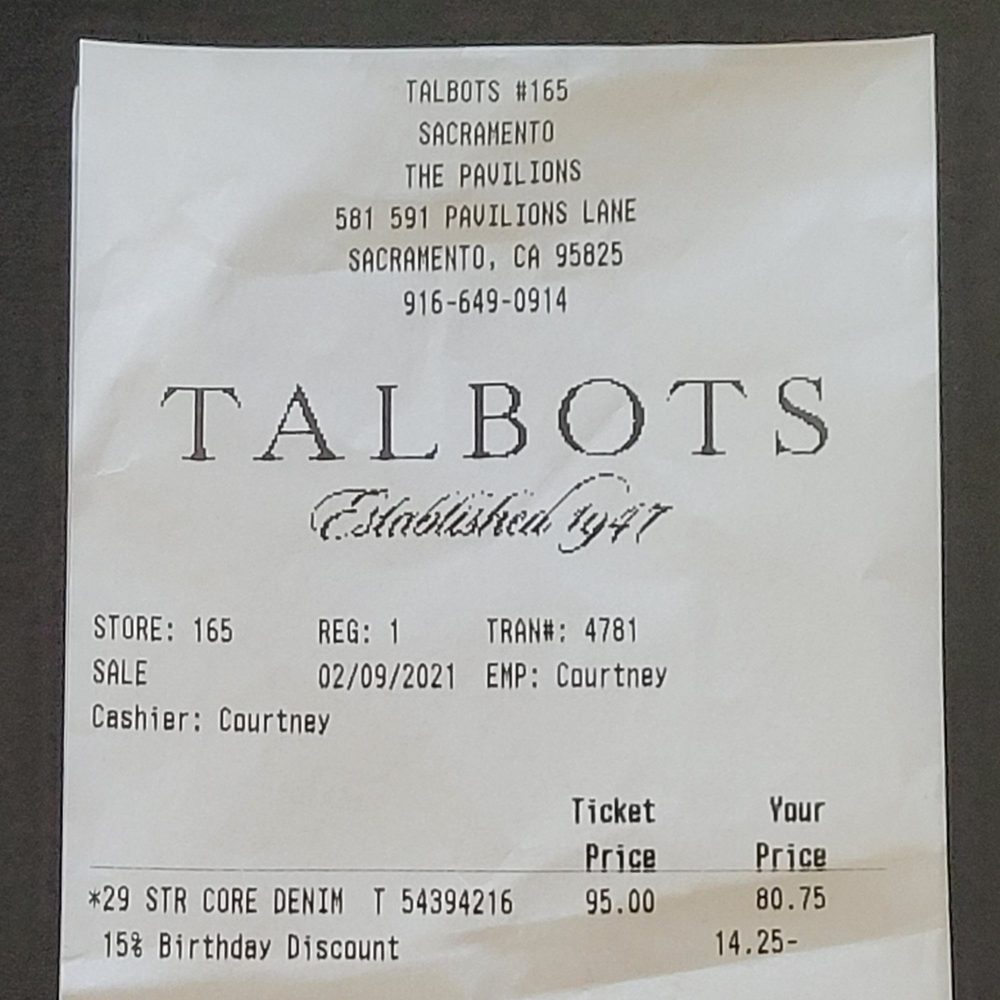 TALBOTS #165
SACRAMENTO
THE PAVILIONS
581 591 PAVILIONS LANE
SACRAMENTO, CA 95825
916-649-0914
TALBOTS
Established 1947
STORE: 165 REG: 1 TRAN#: 4781
SALE 02/09/2021 EMP: Courtney
Cashier: Courtney
Ticket Your
Price Price
*29 STR CORE DENIM T 54394216 95.00 80.75
15% Birthday Discount 14.25-